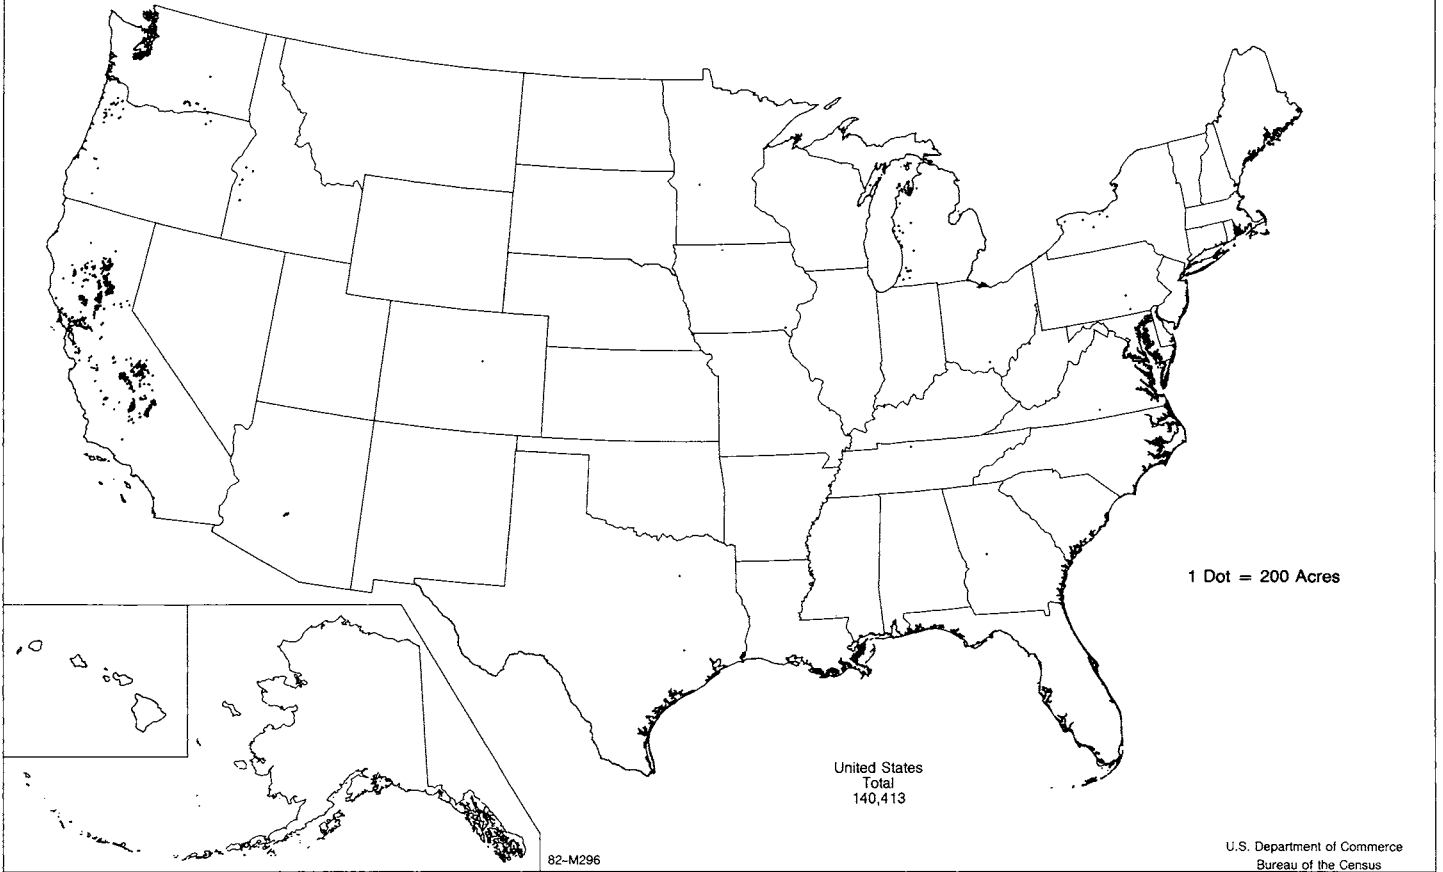 1 Dot = 200 Acres
United States
Total
140,413
82-M296
U.S. Department of Commerce
Bureau of the Census